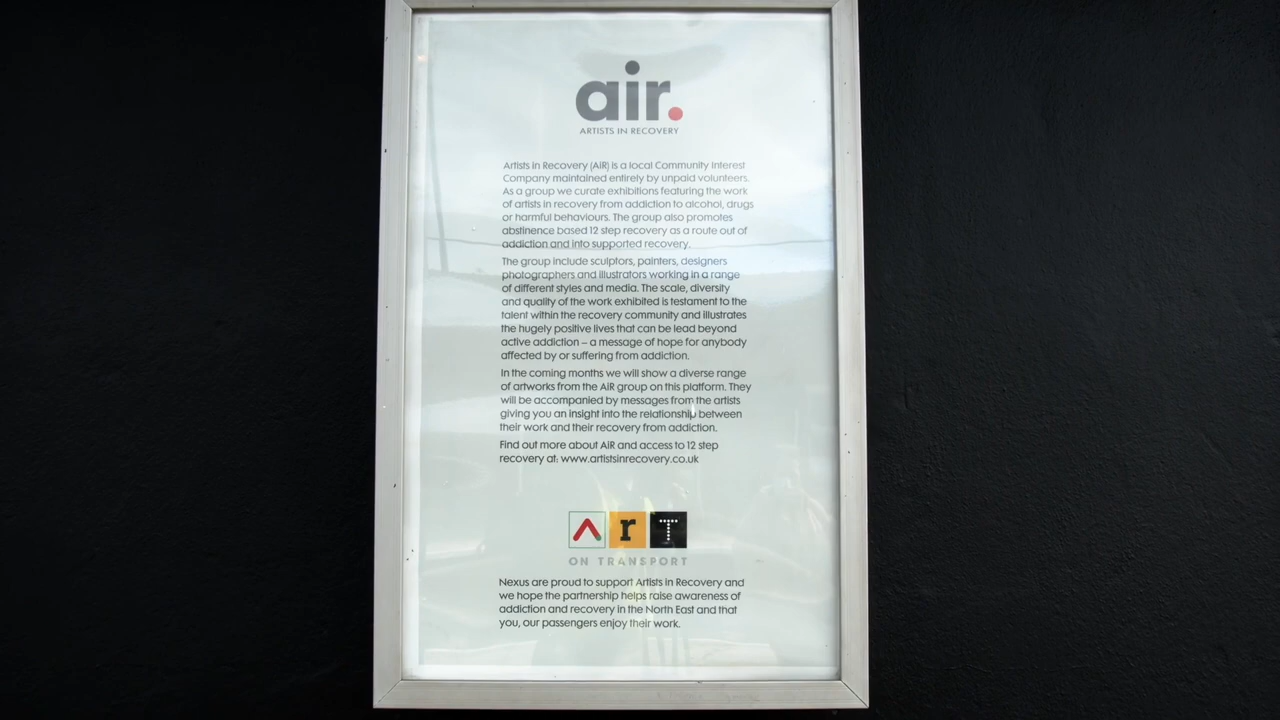 air.
ARTISTS IN RECOVERY
Artists in Recovery (AiR) is a local Community Interest
Company maintained entirely by unpaid volunteers.
As a group we curate exhibitions featuring the work
of artists in recovery from addiction to alcohol, drugs
or harmful behaviours. The group also promotes
abstinence based 12 step recovery as a route out of
addiction and into supported recovery.
The group include sculptors, painters, designers
photographers and illustrators working in a range
of different styles and media. The scale, diversity
and quality of the work exhibited is testament to the
talent within the recovery community and illustrates
the hugely positive lives that can be lead beyond
active addiction – a message of hope for anybody
affected by or suffering from addiction.
In the coming months we will show a diverse range
of artworks from the AiR group on this platform. They
will be accompanied by messages from the artists
giving you an insight into the relationship between
their work and their recovery from addiction.
Find out more about AiR and access to 12 step
recovery at: www.artistsinrecovery.co.uk
ArT
ON TRANSPORT
Nexus are proud to support Artists in Recovery and
we hope the partnership helps raise awareness of
addiction and recovery in the North East and that
you, our passengers enjoy their work.